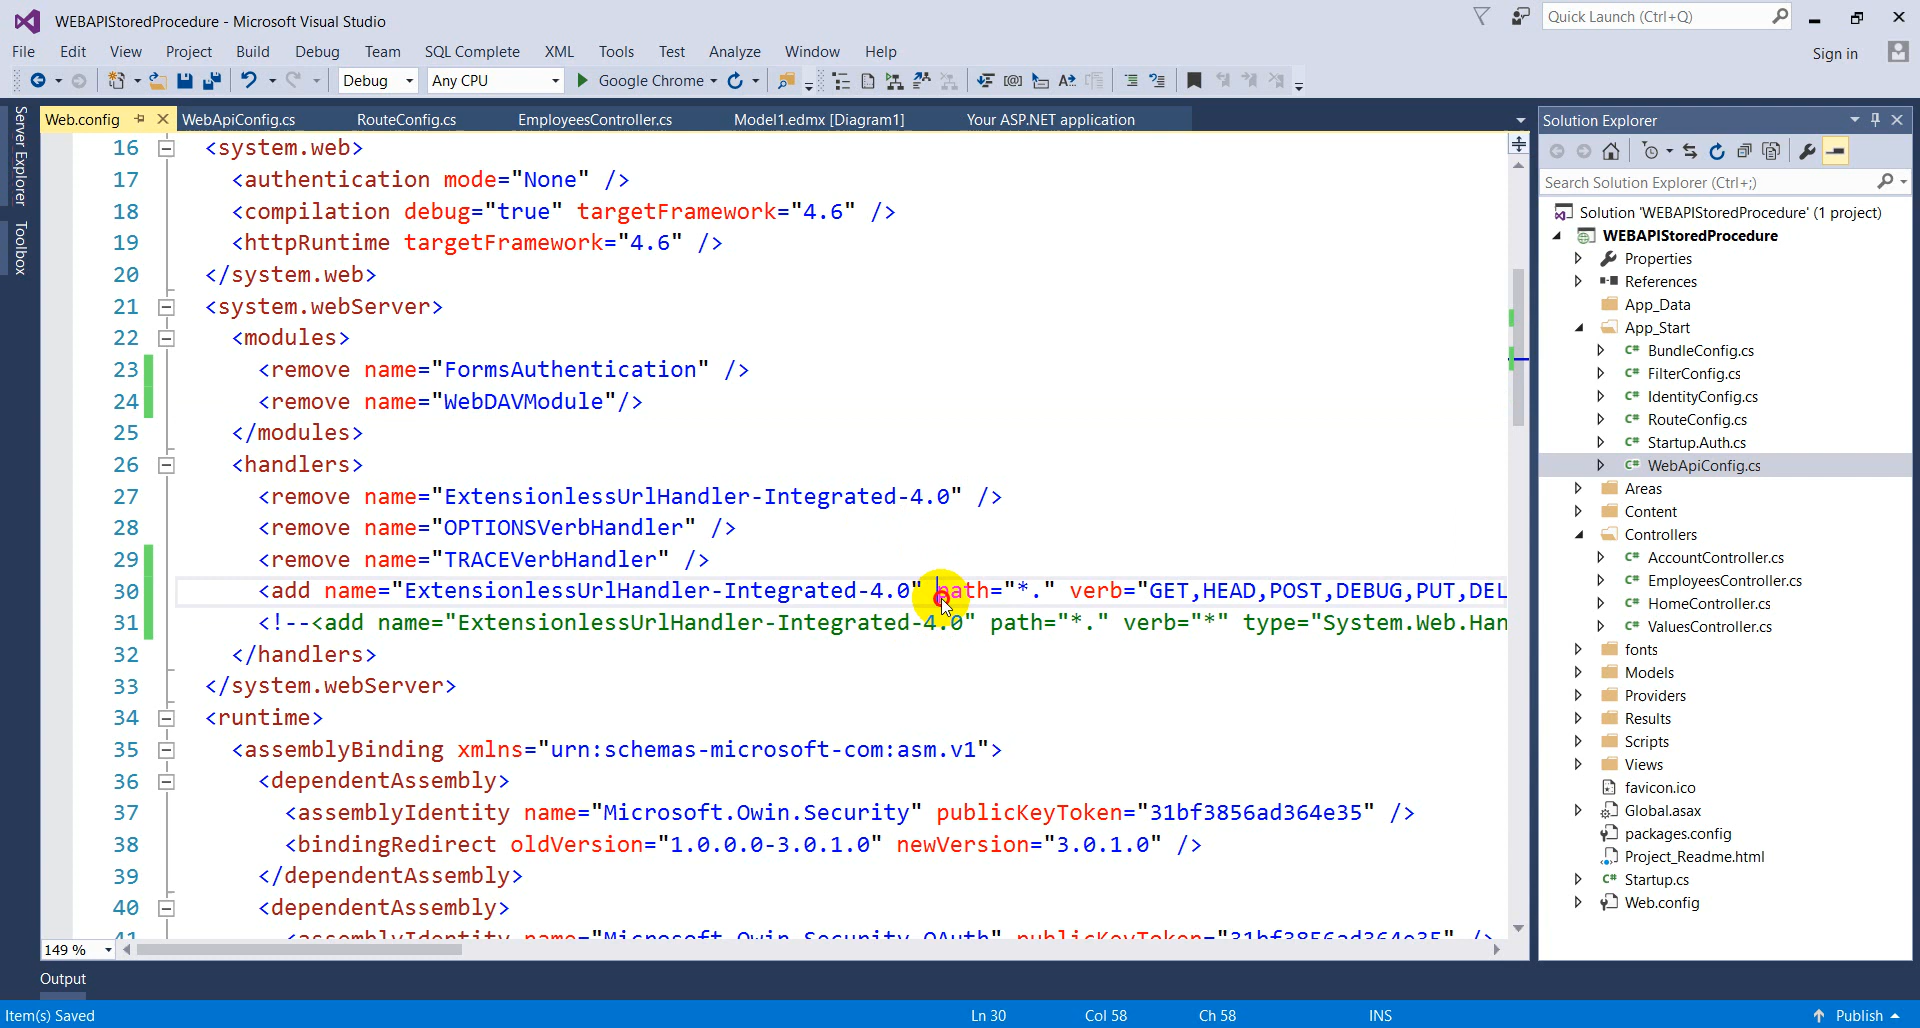 WEBAPIStoredProcedure - Microsoft Visual Studio
Quick Launch (Ctrl+Q)
File Edit View Project Build Debug Team SQL Complete XML Tools Test Analyze Window Help
Sign in
Debug Any CPU Google Chrome
Server Explorer
Toolbox
Web.config WebApiConfig.cs RouteConfig.cs EmployeesController.cs Model1.edmx [Diagram1] Your ASP.NET application
16 <system.web>
17 <authentication mode="None" />
18 <compilation debug="true" targetFramework="4.6" />
19 <httpRuntime targetFramework="4.6" />
20 </system.web>
21 <system.webServer>
22 <modules>
23 <remove name="FormsAuthentication" />
24 <remove name="WebDAVModule"/>
25 </modules>
26 <handlers>
27 <remove name="ExtensionlessUrlHandler-Integrated-4.0" />
28 <remove name="OPTIONSVerbHandler" />
29 <remove name="TRACEVerbHandler" />
30 <add name="ExtensionlessUrlHandler-Integrated-4.0" path="*." verb="GET,HEAD,POST,DEBUG,PUT,DEL
31 <!--<add name="ExtensionlessUrlHandler-Integrated-4.0" path="*." verb="*" type="System.Web.Han
32 </handlers>
33 </system.webServer>
34 <runtime>
35 <assemblyBinding xmlns="urn:schemas-microsoft-com:asm.v1">
36 <dependentAssembly>
37 <assemblyIdentity name="Microsoft.Owin.Security" publicKeyToken="31bf3856ad364e35" />
38 <bindingRedirect oldVersion="1.0.0.0-3.0.1.0" newVersion="3.0.1.0" />
39 </dependentAssembly>
40 <dependentAssembly>
41 <assemblyIdentity name="Microsoft.Owin.Security.OAuth" publicKeyToken="31bf3856ad364e35" />
149 %
Output
Solution Explorer
Search Solution Explorer (Ctrl+;)
Solution 'WEBAPIStoredProcedure' (1 project)
WEBAPIStoredProcedure
Properties
References
App_Data
App_Start
C# BundleConfig.cs
C# FilterConfig.cs
C# IdentityConfig.cs
C# RouteConfig.cs
C# Startup.Auth.cs
C# WebApiConfig.cs
Areas
Content
Controllers
C# AccountController.cs
C# EmployeesController.cs
C# HomeController.cs
C# ValuesController.cs
fonts
Models
Providers
Results
Scripts
Views
favicon.ico
Global.asax
packages.config
Project_Readme.html
C# Startup.cs
Web.config
Item(s) Saved Ln 30 Col 58 Ch 58 INS Publish